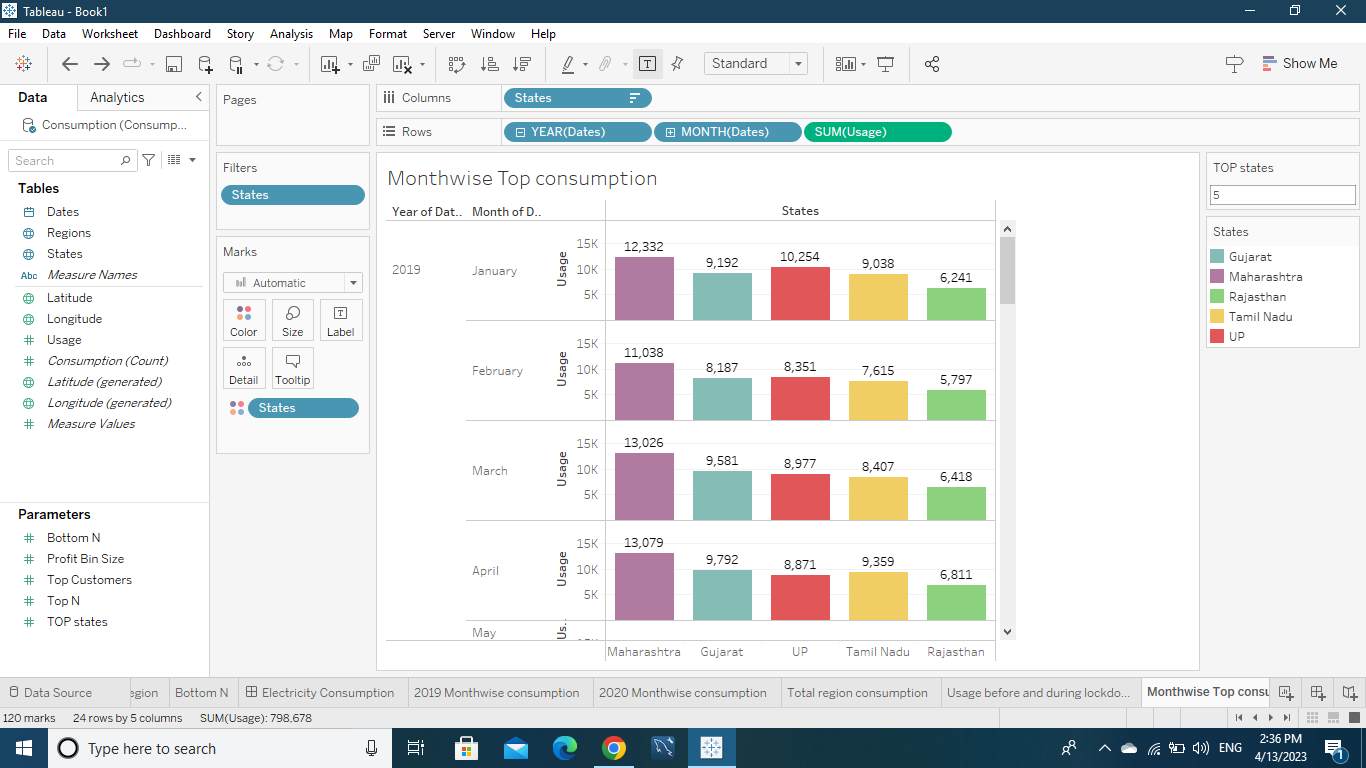 Tableau - Book1
File Data Worksheet Dashboard Story Analysis Map Format Server Window Help
Standard
Show Me
Data Analytics
Consumption (Consump...
Search
Tables
Dates
Regions
States
Abc Measure Names
Latitude
Longitude
Usage
Consumption (Count)
Latitude (generated)
Longitude (generated)
Measure Values
Parameters
Bottom N
Profit Bin Size
Top Customers
Top N
TOP states
Pages
Filters
States
Marks
Automatic
Color Size Label
Detail Tooltip
States
Columns States
Rows YEAR(Dates) MONTH(Dates) SUM(Usage)
Monthwise Top consumption
Year of Dat.. Month of D.. States
2019 January Usage 15K 10K 5K 12,332 9,192 10,254 9,038 6,241
February Usage 15K 10K 5K 11,038 8,187 8,351 7,615 5,797
March Usage 15K 10K 5K 13,026 9,581 8,977 8,407 6,418
April Usage 15K 10K 5K 13,079 9,792 8,871 9,359 6,811
May Us..
Maharashtra Gujarat UP Tamil Nadu Rajasthan
TOP states
5
States
Gujarat
Maharashtra
Rajasthan
Tamil Nadu
UP
Data Source egion Bottom N Electricity Consumption 2019 Monthwise consumption 2020 Monthwise consumption Total region consumption Usage before and during lockdo... Monthwise Top consu
120 marks 24 rows by 5 columns SUM(Usage): 798,678
Type here to search
ENG
2:36 PM
4/13/2023
1